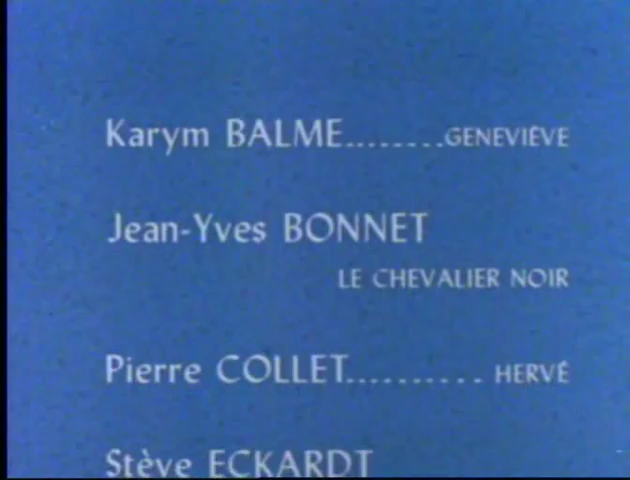 Karym BALME........GENEVIÈVE
Jean-Yves BONNET
LE CHEVALIER NOIR
Pierre COLLET........... HERVÉ
Stève ECKARDT